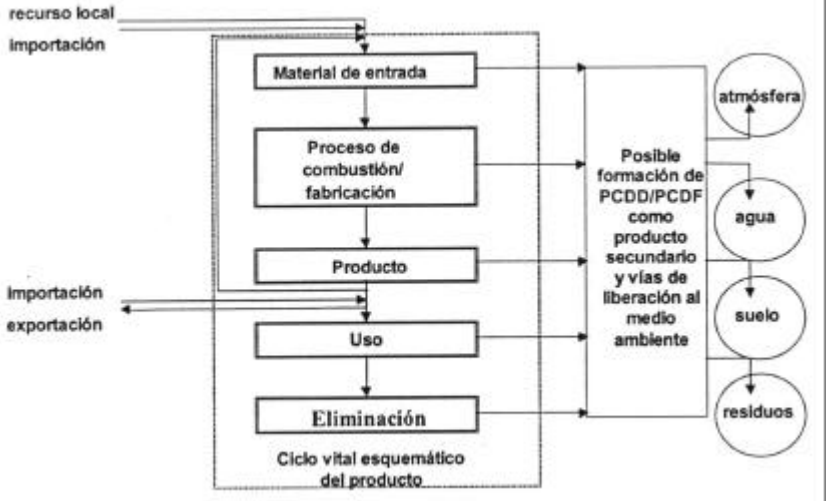 recurso local
importación
Material de entrada
Proceso de
combustión/
fabricación
Producto
importación
exportación
Uso
Eliminación
Ciclo vital esquemático
del producto
Posible
formación de
PCDD/PCDF
como
producto
secundario
y vías de
liberación al
medio
ambiente
atmósfera
agua
suelo
residuos